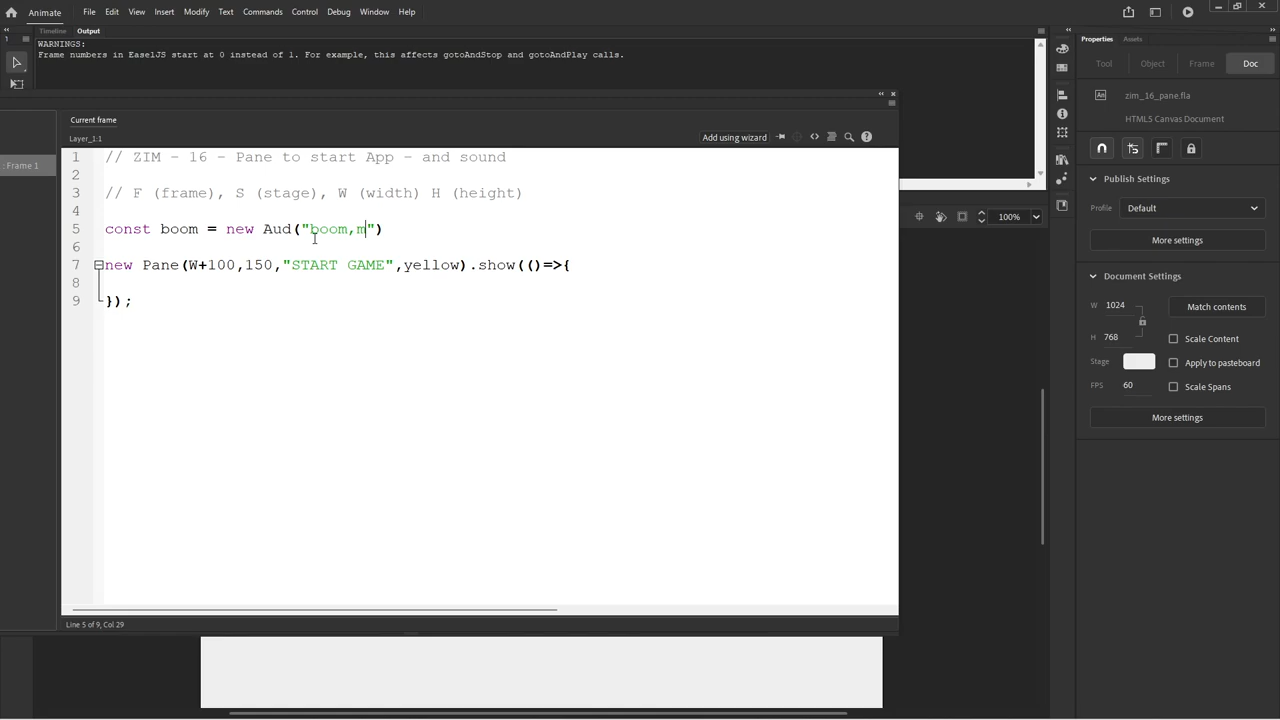 Animate File Edit View Insert Modify Text Commands Control Debug Window Help
Timeline Output
WARNINGS:
Frame numbers in EaselJS start at 0 instead of 1. For example, this affects gotoAndStop and gotoAndPlay calls.
Properties Assets
Tool Object Frame Doc
An zim_16_pane.fla
HTML5 Canvas Document
Current frame
Layer_1:1
Add using wizard
: Frame 1
1 // ZIM - 16 - Pane to start App - and sound
2
3 // F (frame), S (stage), W (width) H (height)
4
5 const boom = new Aud("boom,m")
6
7 new Pane(W+100,150,"START GAME",yellow).show(()=>{
8
9 });
Line 5 of 9, Col 29
100%
Publish Settings
Profile Default
More settings
Document Settings
W 1024
Match contents
H 768
Scale Content
Stage
Apply to pasteboard
FPS 60
Scale Spans
More settings